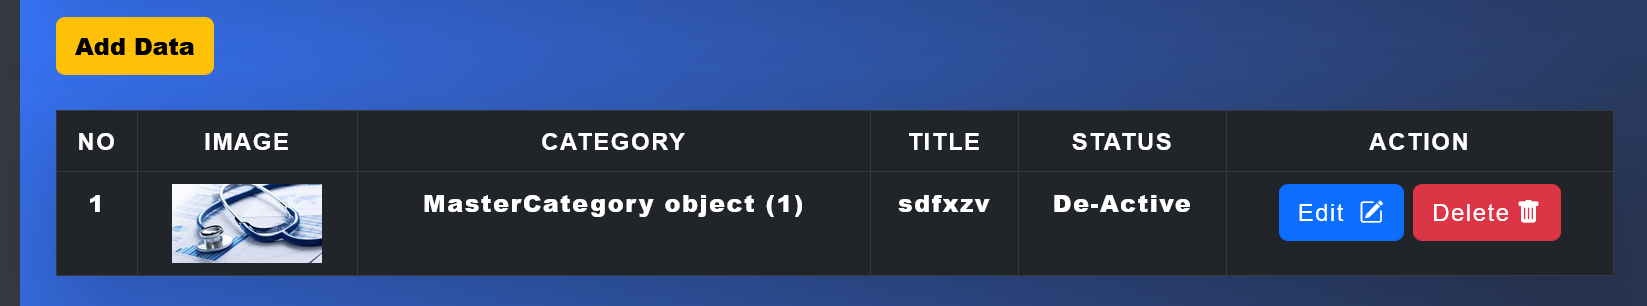 Add Data
NO IMAGE CATEGORY TITLE STATUS ACTION
1 MasterCategory object (1) sdfxzv De-Active Edit Delete